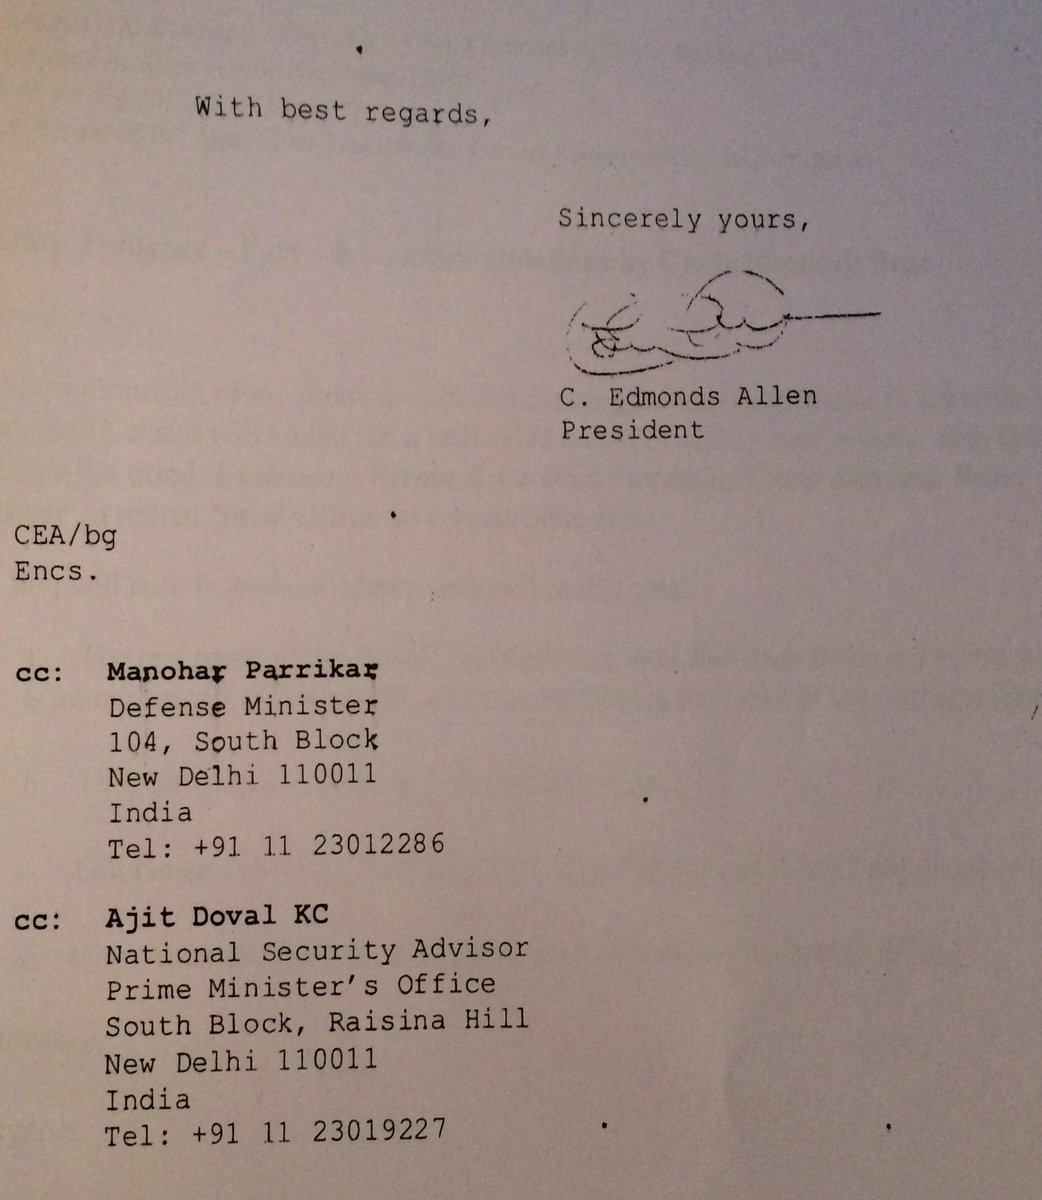 With best regards,
Sincerely yours,
C. Edmonds Allen
President
CEA/bg
Encs.
cc: Manohar Parrikar
Defense Minister
104, South Block
New Delhi 110011
India
Tel: +91 11 23012286
cc: Ajit Doval KC
National Security Advisor
Prime Minister's Office
South Block, Raisina Hill
New Delhi 110011
India
Tel: +91 11 23019227